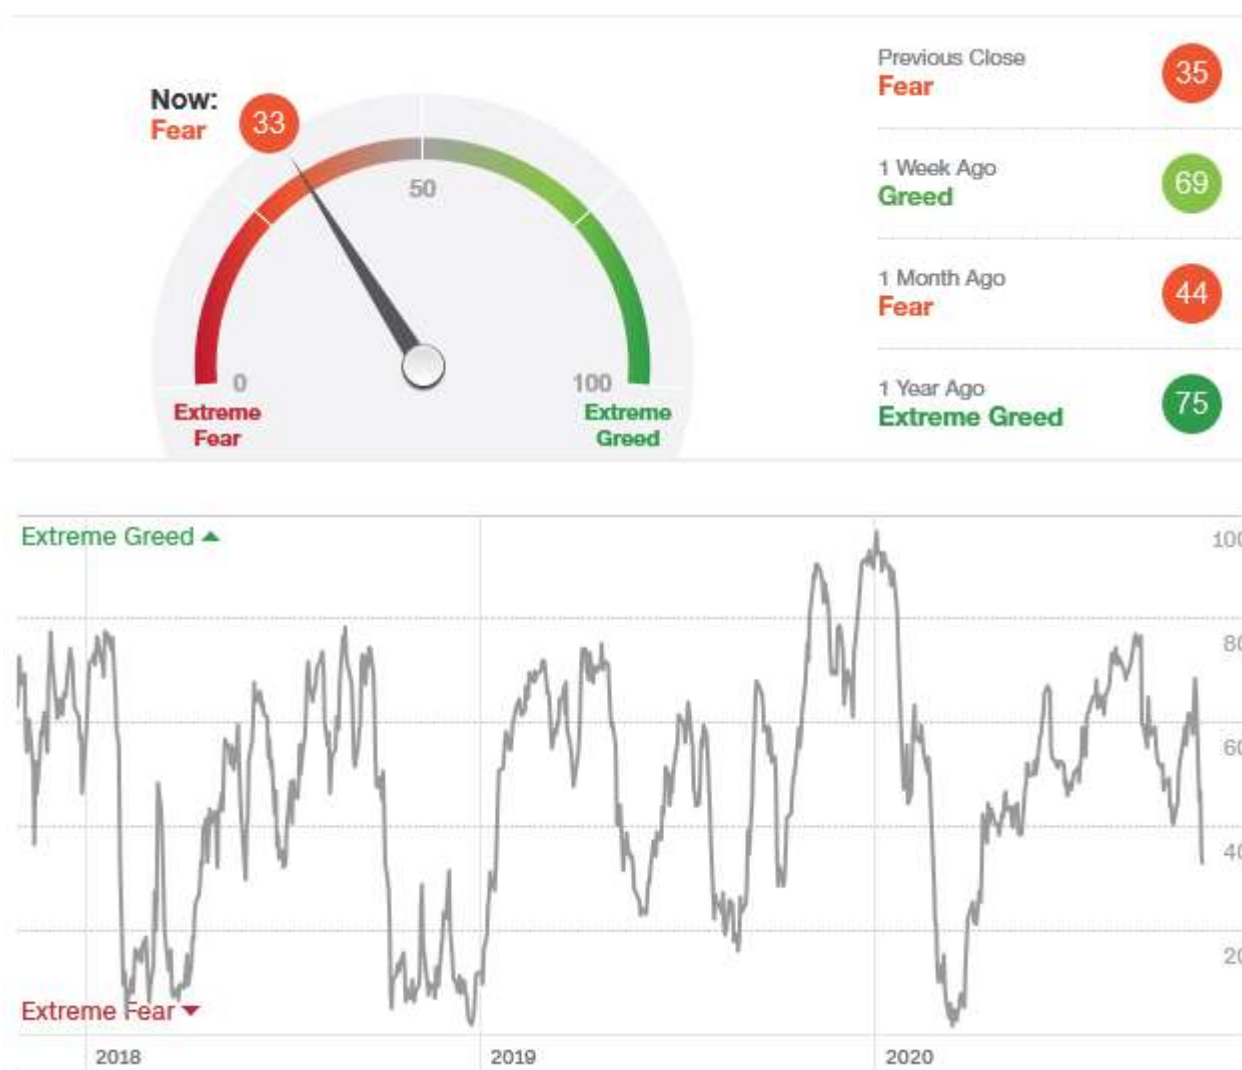 Now:
Fear
33
50
0
100
Extreme
Fear
Extreme
Greed
Previous Close
Fear
35
1 Week Ago
Greed
69
1 Month Ago
Fear
44
1 Year Ago
Extreme Greed
75
Extreme Greed
Extreme Fear
2018
2019
2020